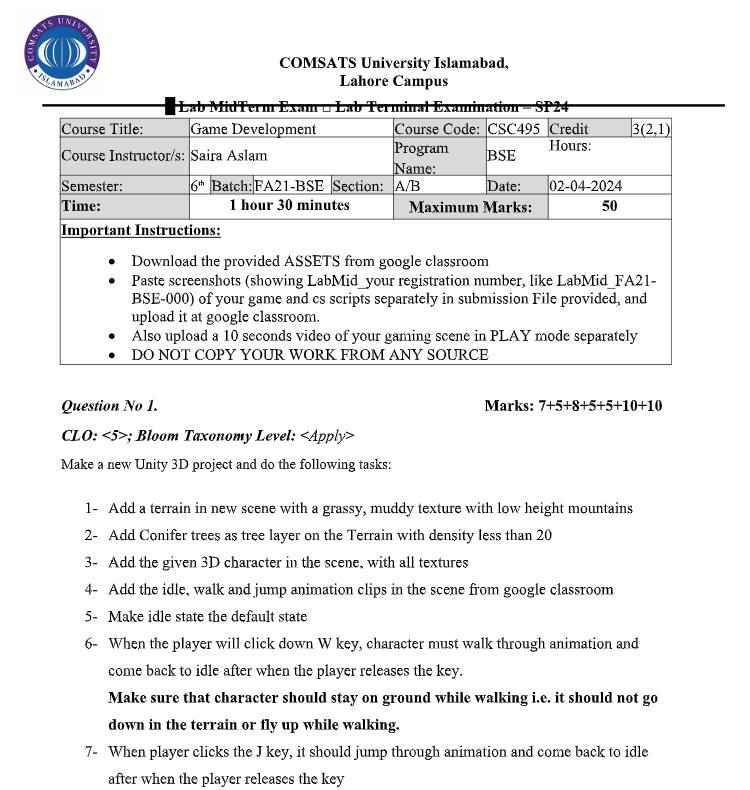 COMSATS UNIVERSITY
ISLAMABAD
COMSATS University Islamabad,
Lahore Campus
█ Lab MidTerm Exam □ Lab Terminal Examination – SP24
Course Title: Game Development Course Code: CSC495 Credit Hours: 3(2,1)
Course Instructor/s: Saira Aslam Program Name: BSE
Semester: 6th Batch: FA21-BSE Section: A/B Date: 02-04-2024
Time: 1 hour 30 minutes Maximum Marks: 50
Important Instructions:
• Download the provided ASSETS from google classroom
• Paste screenshots (showing LabMid_your registration number, like LabMid_FA21-
BSE-000) of your game and cs scripts separately in submission File provided, and
upload it at google classroom.
• Also upload a 10 seconds video of your gaming scene in PLAY mode separately
• DO NOT COPY YOUR WORK FROM ANY SOURCE
Question No 1. Marks: 7+5+8+5+5+10+10
CLO: <5>; Bloom Taxonomy Level: <Apply>
Make a new Unity 3D project and do the following tasks:
1- Add a terrain in new scene with a grassy, muddy texture with low height mountains
2- Add Conifer trees as tree layer on the Terrain with density less than 20
3- Add the given 3D character in the scene, with all textures
4- Add the idle, walk and jump animation clips in the scene from google classroom
5- Make idle state the default state
6- When the player will click down W key, character must walk through animation and
come back to idle after when the player releases the key.
Make sure that character should stay on ground while walking i.e. it should not go
down in the terrain or fly up while walking.
7- When player clicks the J key, it should jump through animation and come back to idle
after when the player releases the key